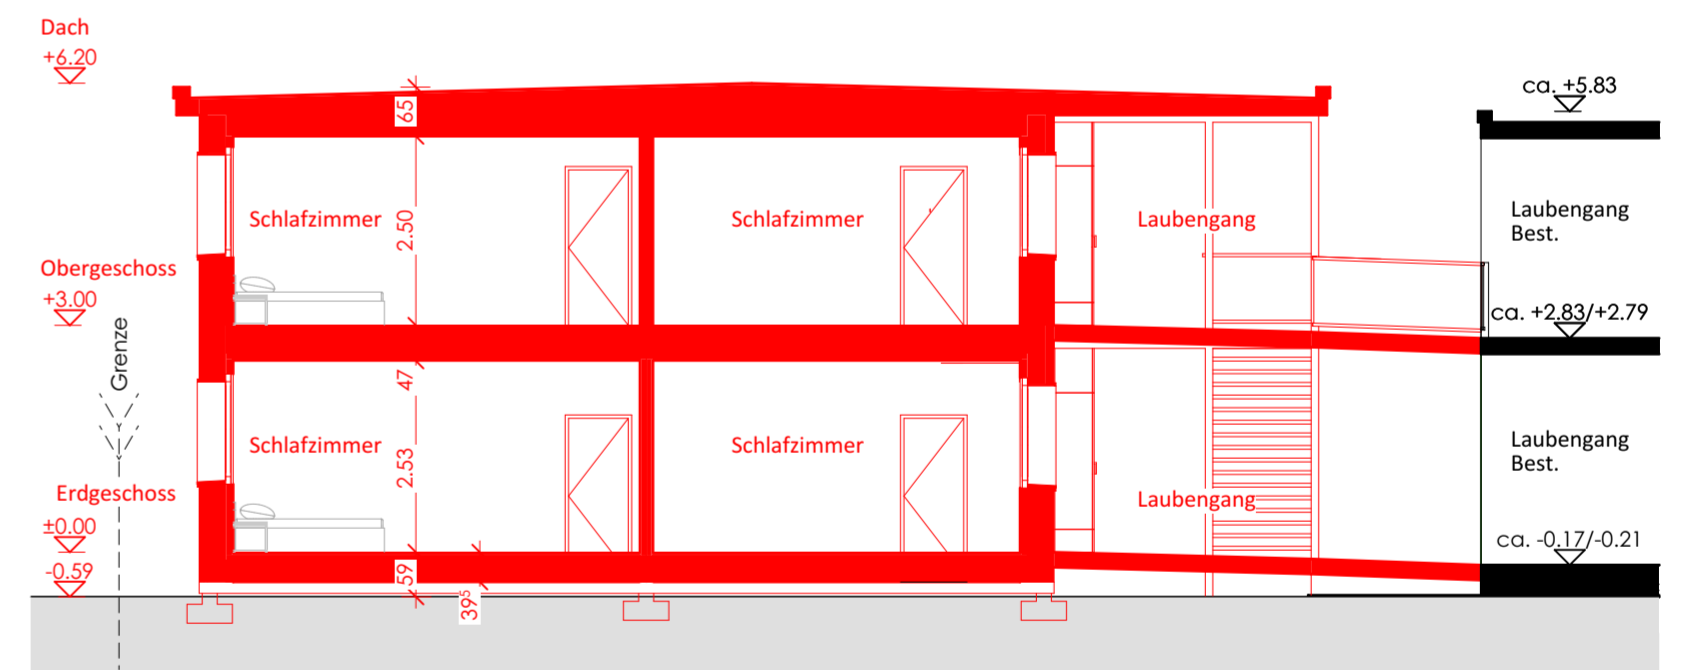 Dach
+6.20
65
ca. +5.83
Schlafzimmer
2.50
Schlafzimmer
Laubengang
Laubengang
Best.
Obergeschoss
+3.00
ca. +2.83/+2.79
Grenze
47
Schlafzimmer
2.53
Schlafzimmer
Laubengang
Best.
Erdgeschoss
±0.00
Laubengang
ca. -0.17/-0.21
-0.59
59
39⁵